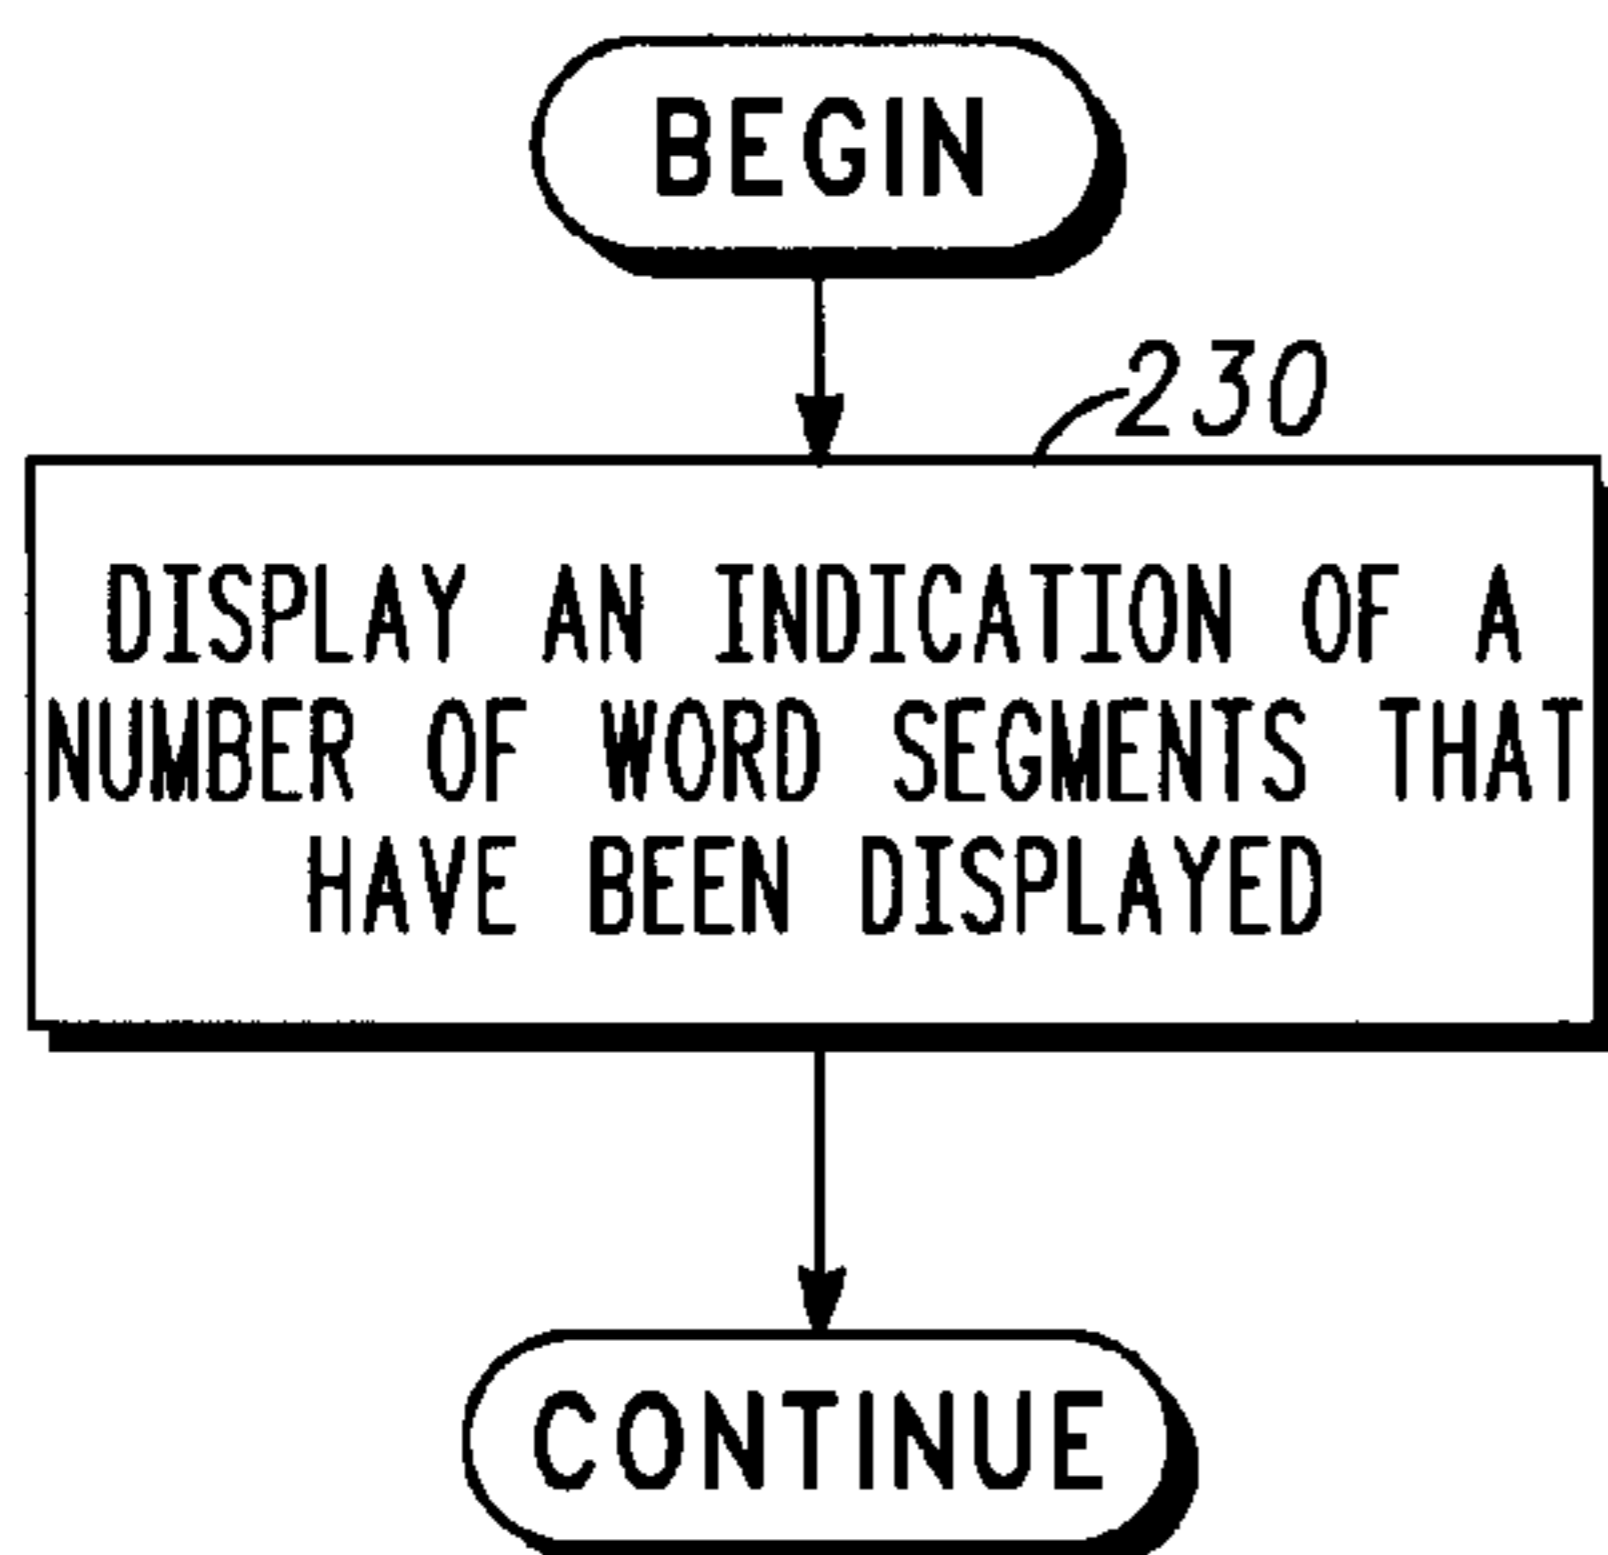 BEGIN
230
DISPLAY AN INDICATION OF A
NUMBER OF WORD SEGMENTS THAT
HAVE BEEN DISPLAYED
CONTINUE